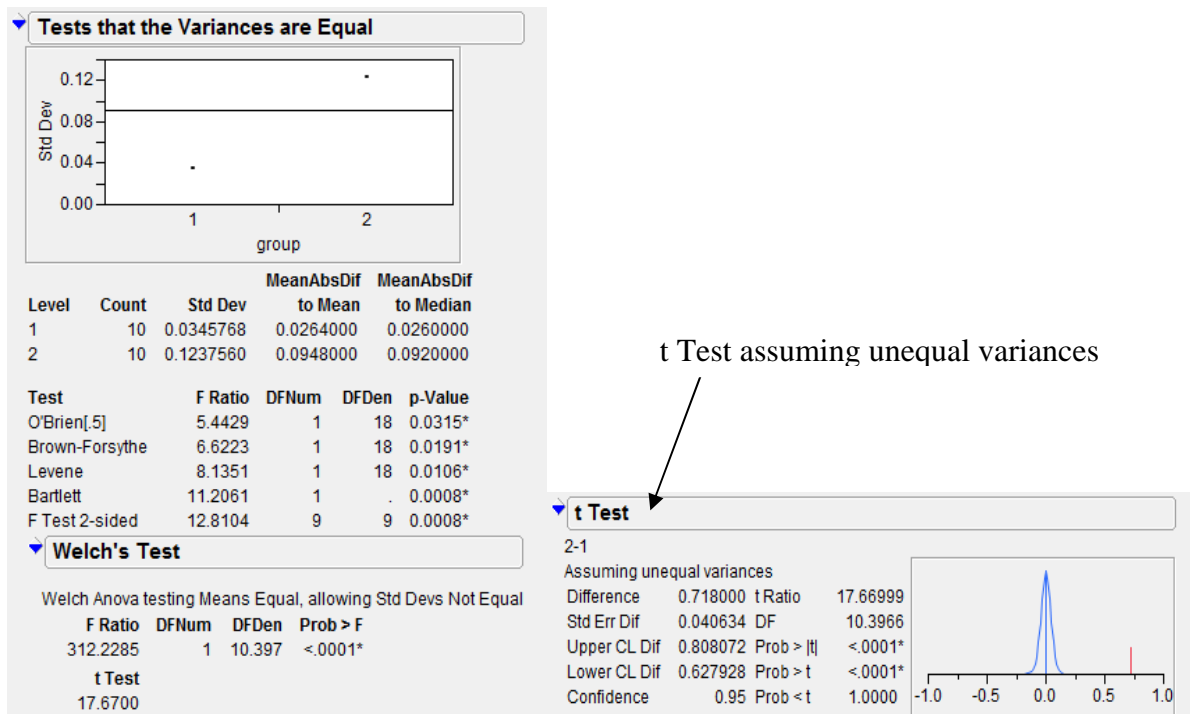 Tests that the Variances are Equal
0.12
0.08
0.04
0.00
Std Dev
1 2
group
MeanAbsDif MeanAbsDif
Level Count Std Dev to Mean to Median
1 10 0.0345768 0.0264000 0.0260000
2 10 0.1237560 0.0948000 0.0920000
Test F Ratio DFNum DFDen p-Value
O'Brien[.5] 5.4429 1 18 0.0315*
Brown-Forsythe 6.6223 1 18 0.0191*
Levene 8.1351 1 18 0.0106*
Bartlett 11.2061 1 . 0.0008*
F Test 2-sided 12.8104 9 9 0.0008*
Welch's Test
Welch Anova testing Means Equal, allowing Std Devs Not Equal
F Ratio DFNum DFDen Prob > F
312.2285 1 10.397 <.0001*
t Test
17.6700
t Test assuming unequal variances
t Test
2-1
Assuming unequal variances
Difference 0.718000 t Ratio 17.66999
Std Err Dif 0.040634 DF 10.3966
Upper CL Dif 0.808072 Prob > |t| <.0001*
Lower CL Dif 0.627928 Prob > t <.0001*
Confidence 0.95 Prob < t 1.0000
-1.0 -0.5 0.0 0.5 1.0